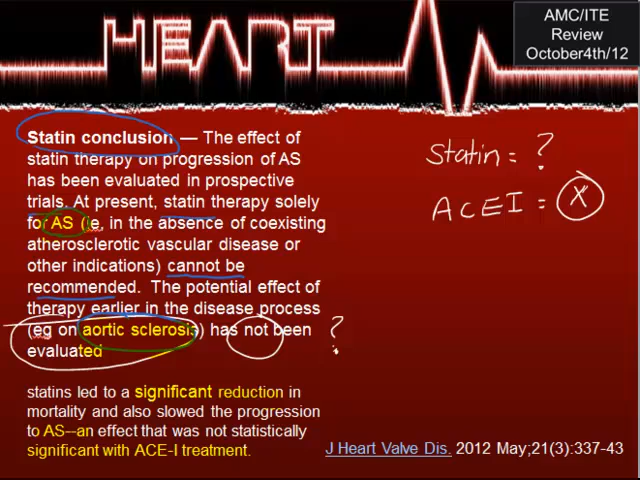 HEART
AMC/ITE
Review
October4th/12
Statin conclusion — The effect of
statin therapy on progression of AS
has been evaluated in prospective
trials. At present, statin therapy solely
for AS (ie, in the absence of coexisting
atherosclerotic vascular disease or
other indications) cannot be
recommended. The potential effect of
therapy earlier in the disease process
(eg on aortic sclerosis) has not been
evaluated
?
Statin = ?
ACEI = X
statins led to a significant reduction in
mortality and also slowed the progression
to AS--an effect that was not statistically
significant with ACE-I treatment.
J Heart Valve Dis. 2012 May;21(3):337-43